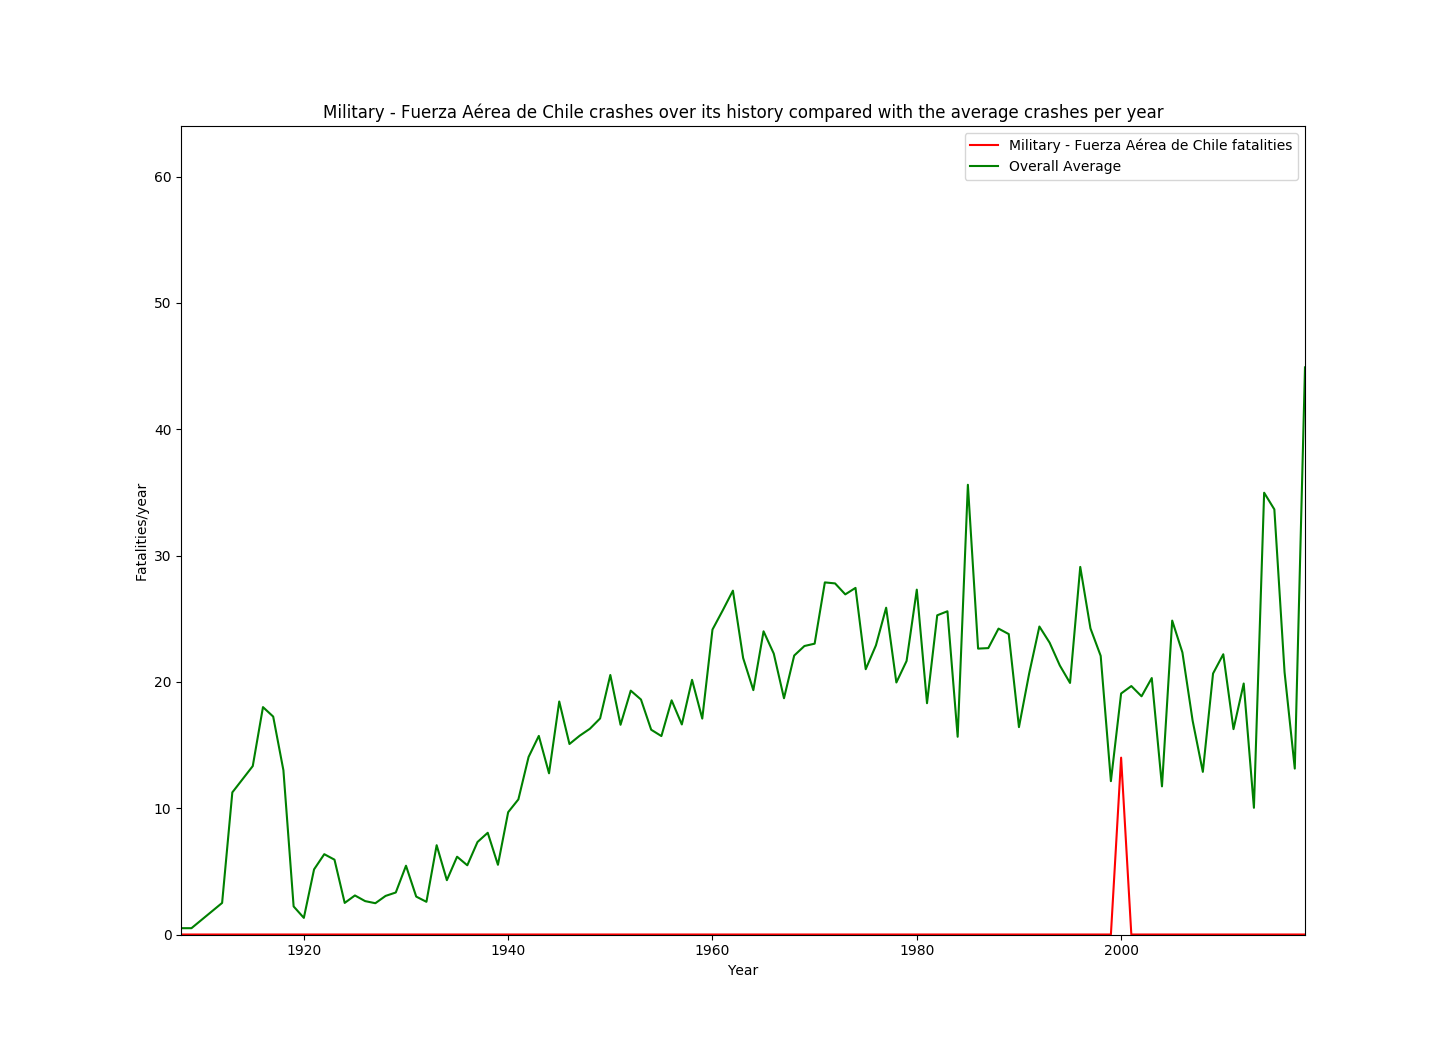 Military - Fuerza Aérea de Chile crashes over its history compared with the average crashes per year
Military - Fuerza Aérea de Chile fatalities
Overall Average
60
50
40
30
20
10
0
Fatalities/year
1920 1940 1960 1980 2000
Year